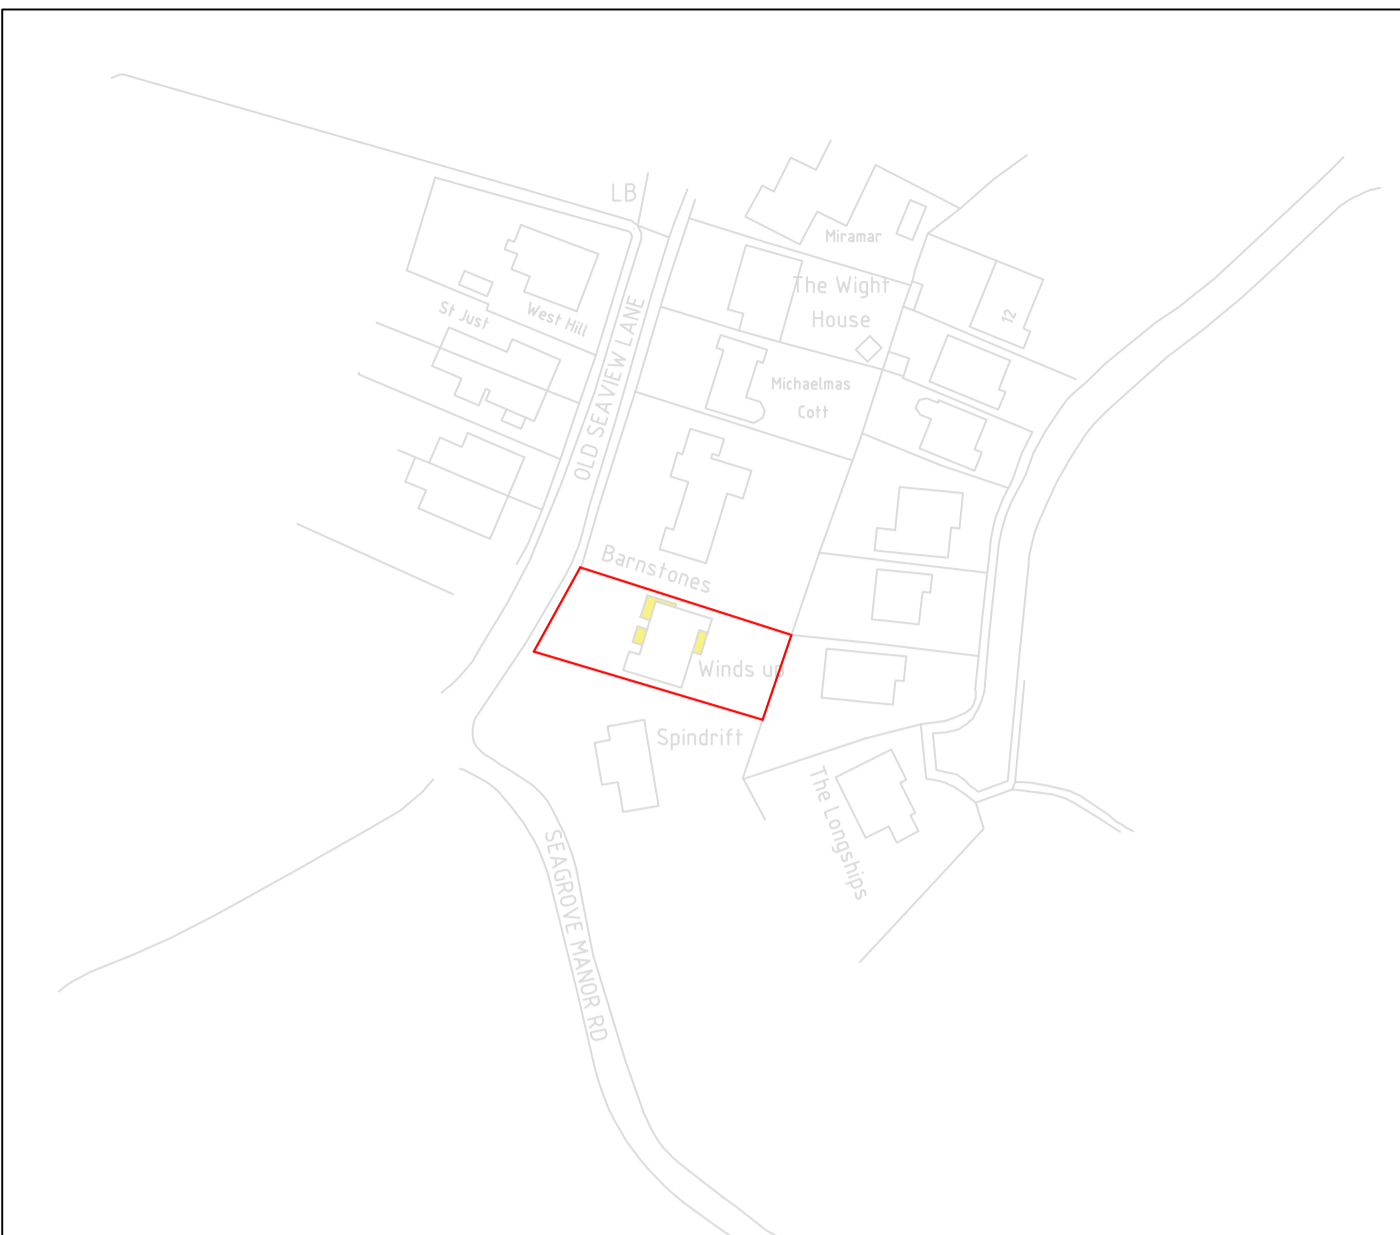 LB
Miramar
The Wight
House
12
St Just
West Hill
OLD SEAVIEW LANE
Michaelmas
Cott
Barnstones
Winds up
Spindrift
The Longships
SEAGROVE MANOR RD